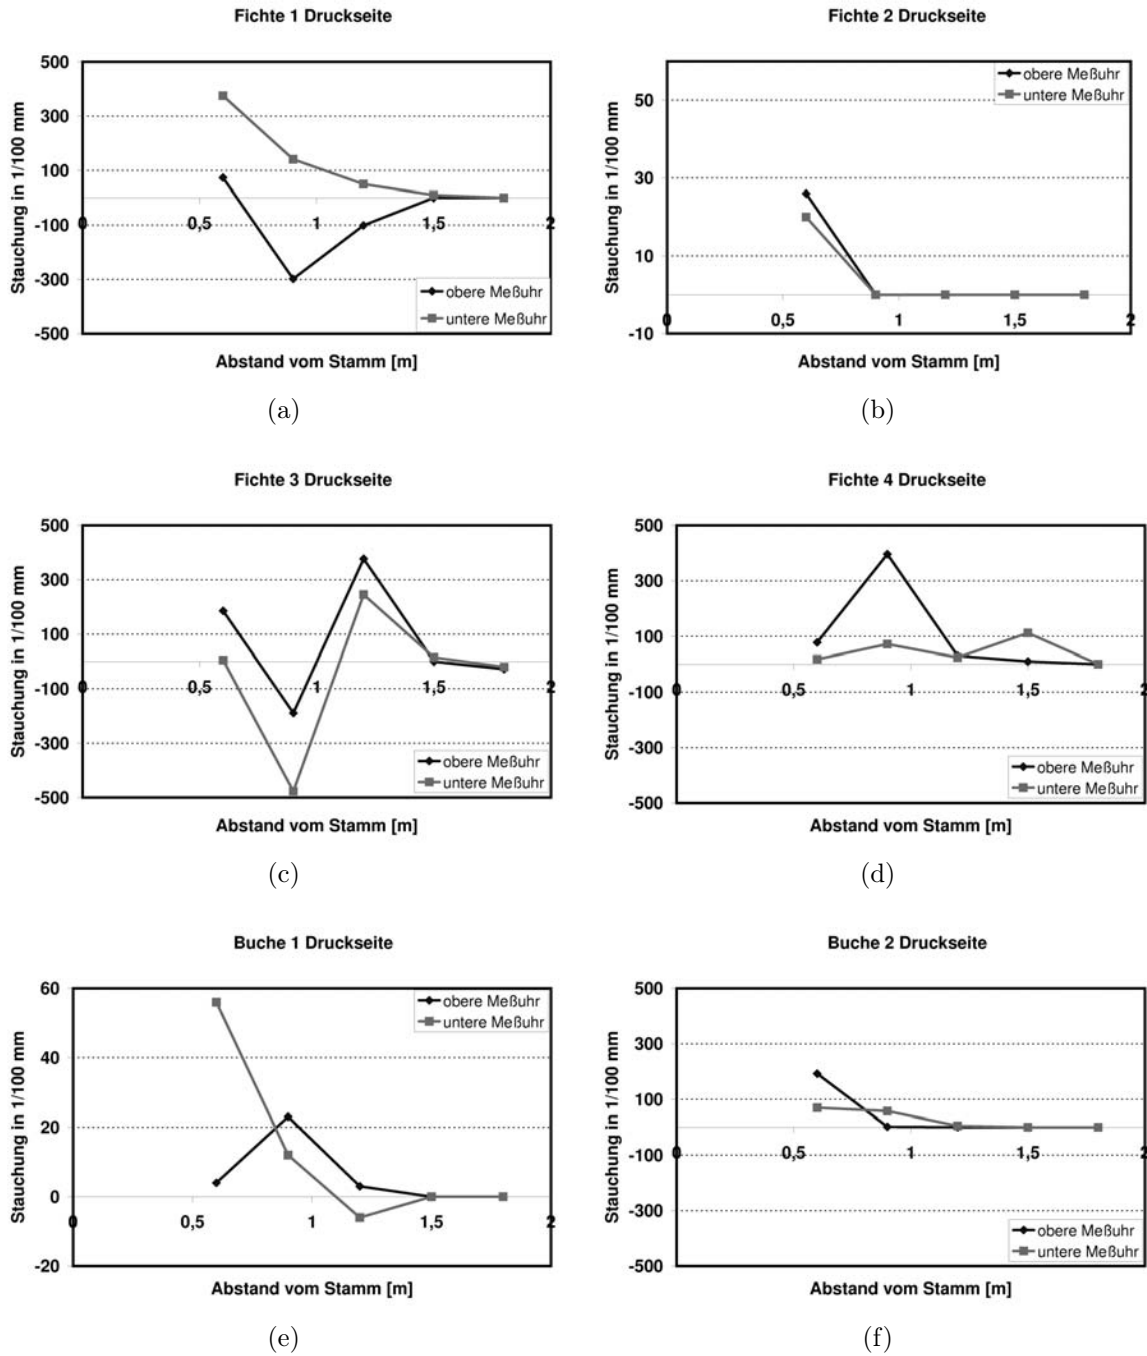 Fichte 1 Druckseite
500
300
100
-100
-300
-500
0
0,5
1
1,5
2
Stauchung in 1/100 mm
obere Meßuhr
untere Meßuhr
Abstand vom Stamm [m]
(a)
Fichte 2 Druckseite
50
30
10
-10
0
0,5
1
1,5
2
Stauchung in 1/100 mm
obere Meßuhr
untere Meßuhr
Abstand vom Stamm [m]
(b)
Fichte 3 Druckseite
500
300
100
-100
-300
-500
0
0,5
1
1,5
2
Stauchung in 1/100 mm
obere Meßuhr
untere Meßuhr
Abstand vom Stamm [m]
(c)
Fichte 4 Druckseite
500
300
100
-100
-300
-500
0
0,5
1
1,5
2
Stauchung in 1/100 mm
obere Meßuhr
untere Meßuhr
Abstand vom Stamm [m]
(d)
Buche 1 Druckseite
60
40
20
0
-20
0
0,5
1
1,5
2
Stauchung in 1/100 mm
obere Meßuhr
untere Meßuhr
Abstand vom Stamm [m]
(e)
Buche 2 Druckseite
500
300
100
-100
-300
-500
0
0,5
1
1,5
2
Stauchung in 1/100 mm
obere Meßuhr
untere Meßuhr
Abstand vom Stamm [m]
(f)